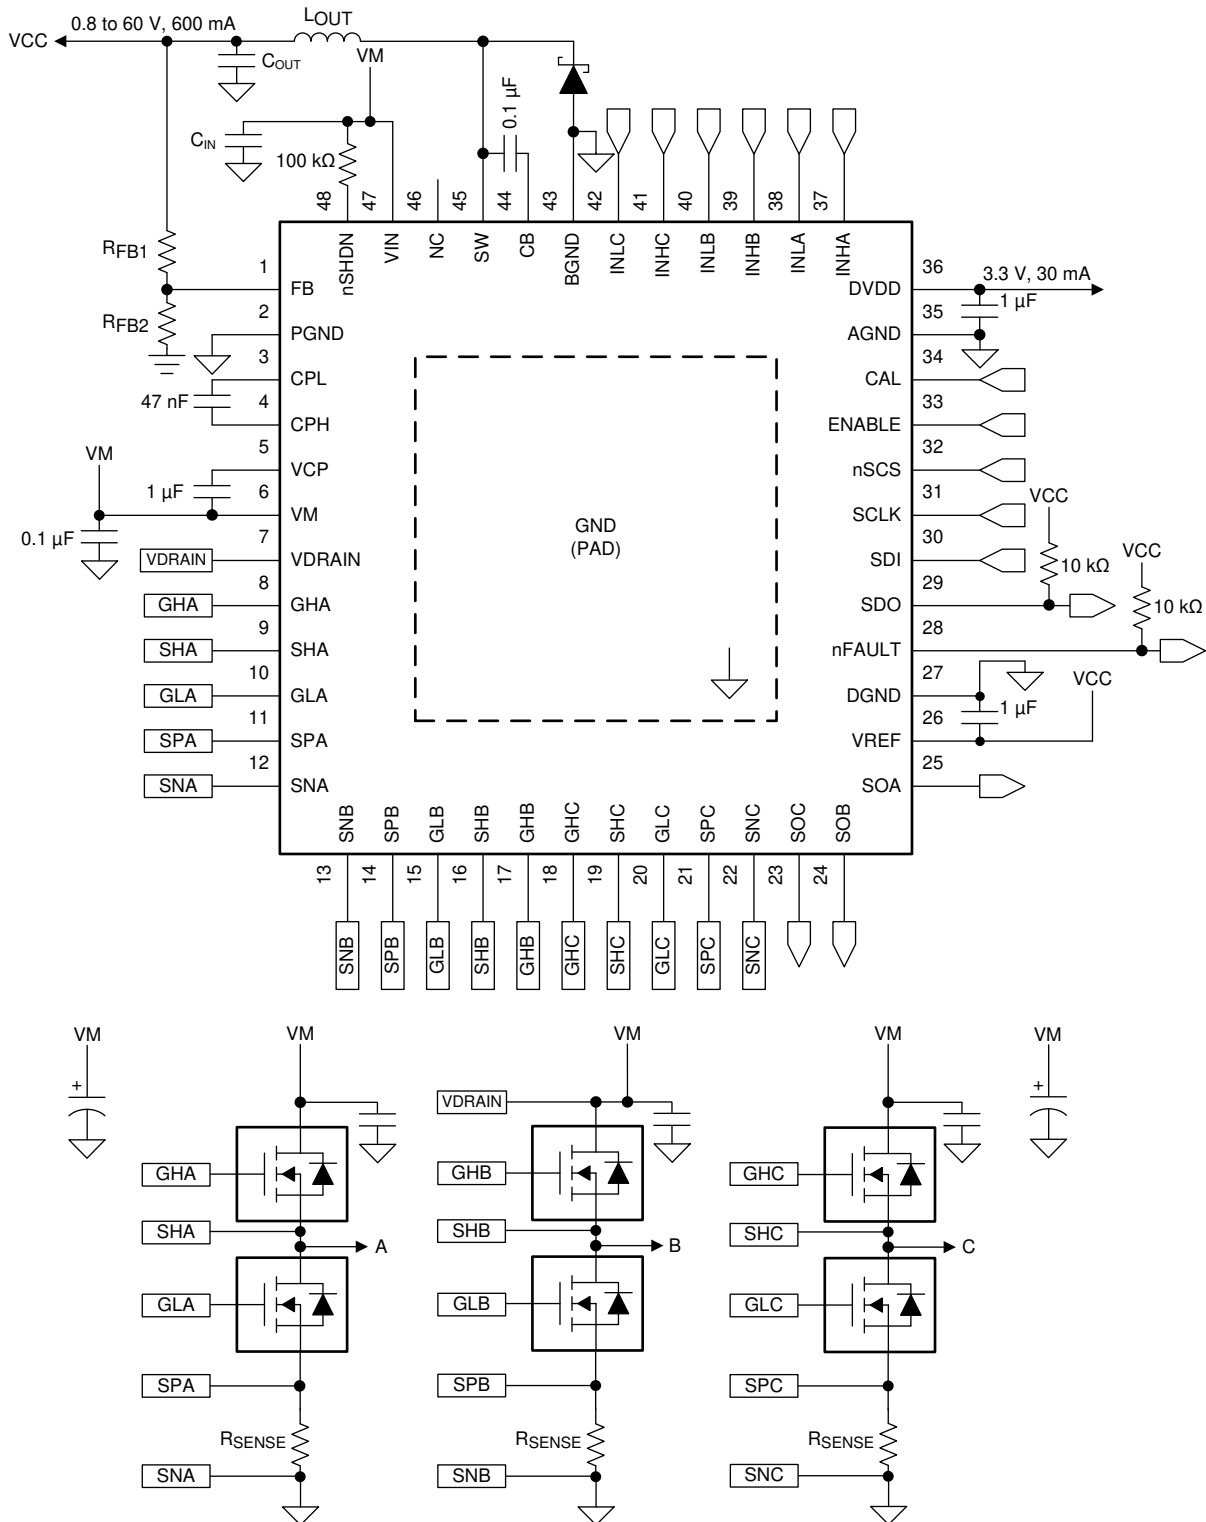 0.8 to 60 V, 600 mA
LOUT
VCC
VM
COUT
0.1 µF
CIN
100 kΩ
48
47
46
45
44
43
42
41
40
39
38
37
nSHDN
VIN
NC
SW
CB
BGND
INLC
INHC
INLB
INHB
INLA
INHA
RFB1
RFB2
1
FB
2
PGND
3
CPL
47 nF
4
CPH
5
VCP
VM
1 µF
6
VM
0.1 µF
7
VDRAIN
VDRAIN
8
GHA
GHA
9
SHA
SHA
10
GLA
GLA
11
SPA
SPA
12
SNA
SNA
GND
(PAD)
36
DVDD
3.3 V, 30 mA
1 µF
35
AGND
34
CAL
33
ENABLE
32
nSCS
31
SCLK
VCC
30
SDI
10 kΩ
VCC
29
SDO
10 kΩ
28
nFAULT
27
DGND
VCC
1 µF
26
VREF
25
SOA
SNB
SPB
GLB
SHB
GHB
GHC
SHC
GLC
SPC
SNC
SOC
SOB
13
14
15
16
17
18
19
20
21
22
23
24
SNB
SPB
GLB
SHB
GHB
GHC
SHC
GLC
SPC
SNC
VM
+
VM
GHA
SHA
A
GLA
SPA
RSENSE
SNA
VM
VDRAIN
GHB
SHB
B
GLB
SPB
RSENSE
SNB
VM
GHC
SHC
C
GLC
SPC
RSENSE
SNC
VM
+